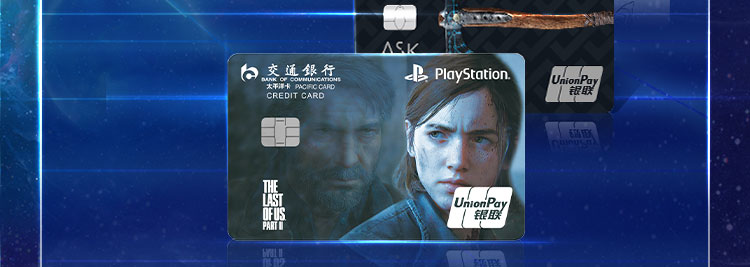 ASK
UnionPay
银联
交通銀行
BANK OF COMMUNICATIONS
太平洋卡 PACIFIC CARD
CREDIT CARD
PlayStation.
THE
LAST
OF US
PART II
UnionPay
银联